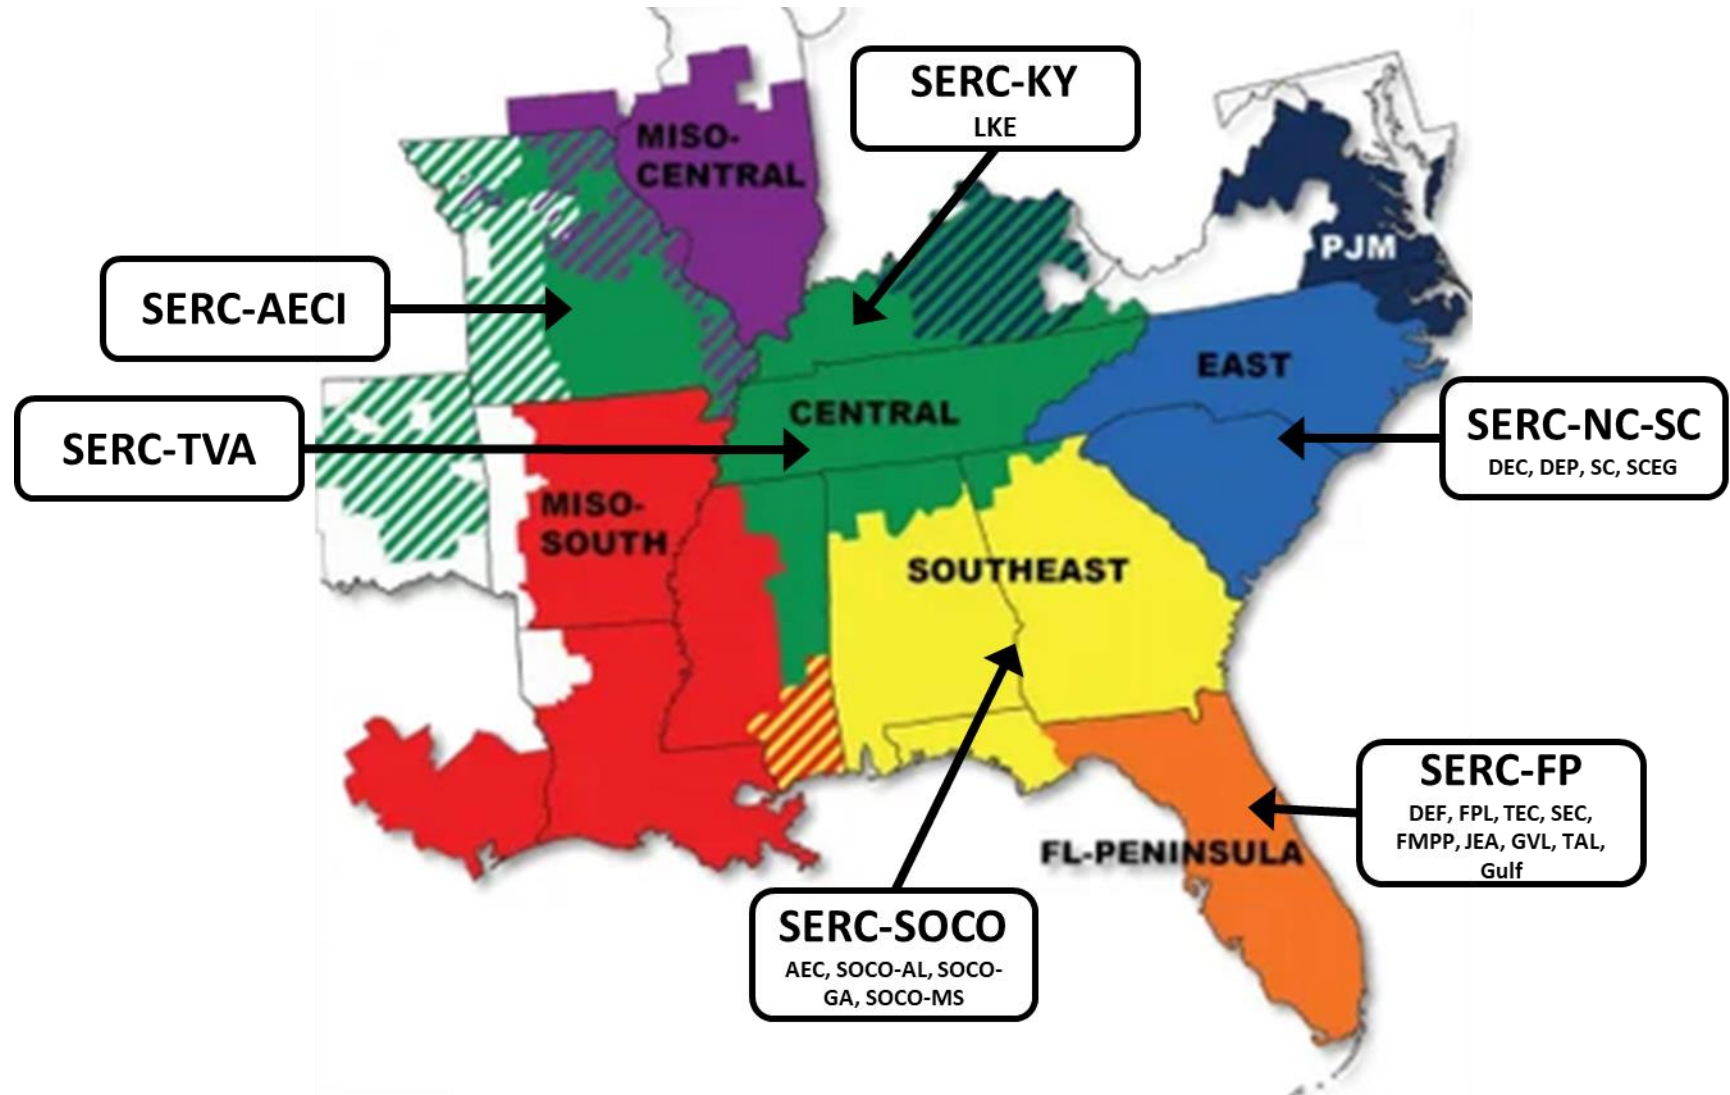 SERC-KY
LKE
MISO-
CENTRAL
PJM
SERC-AECI
EAST
SERC-NC-SC
DEC, DEP, SC, SCEG
CENTRAL
SERC-TVA
MISO-
SOUTH
SOUTHEAST
SERC-FP
DEF, FPL, TEC, SEC,
FMPP, JEA, GVL, TAL,
Gulf
FL-PENINSULA
SERC-SOCO
AEC, SOCO-AL, SOCO-
GA, SOCO-MS